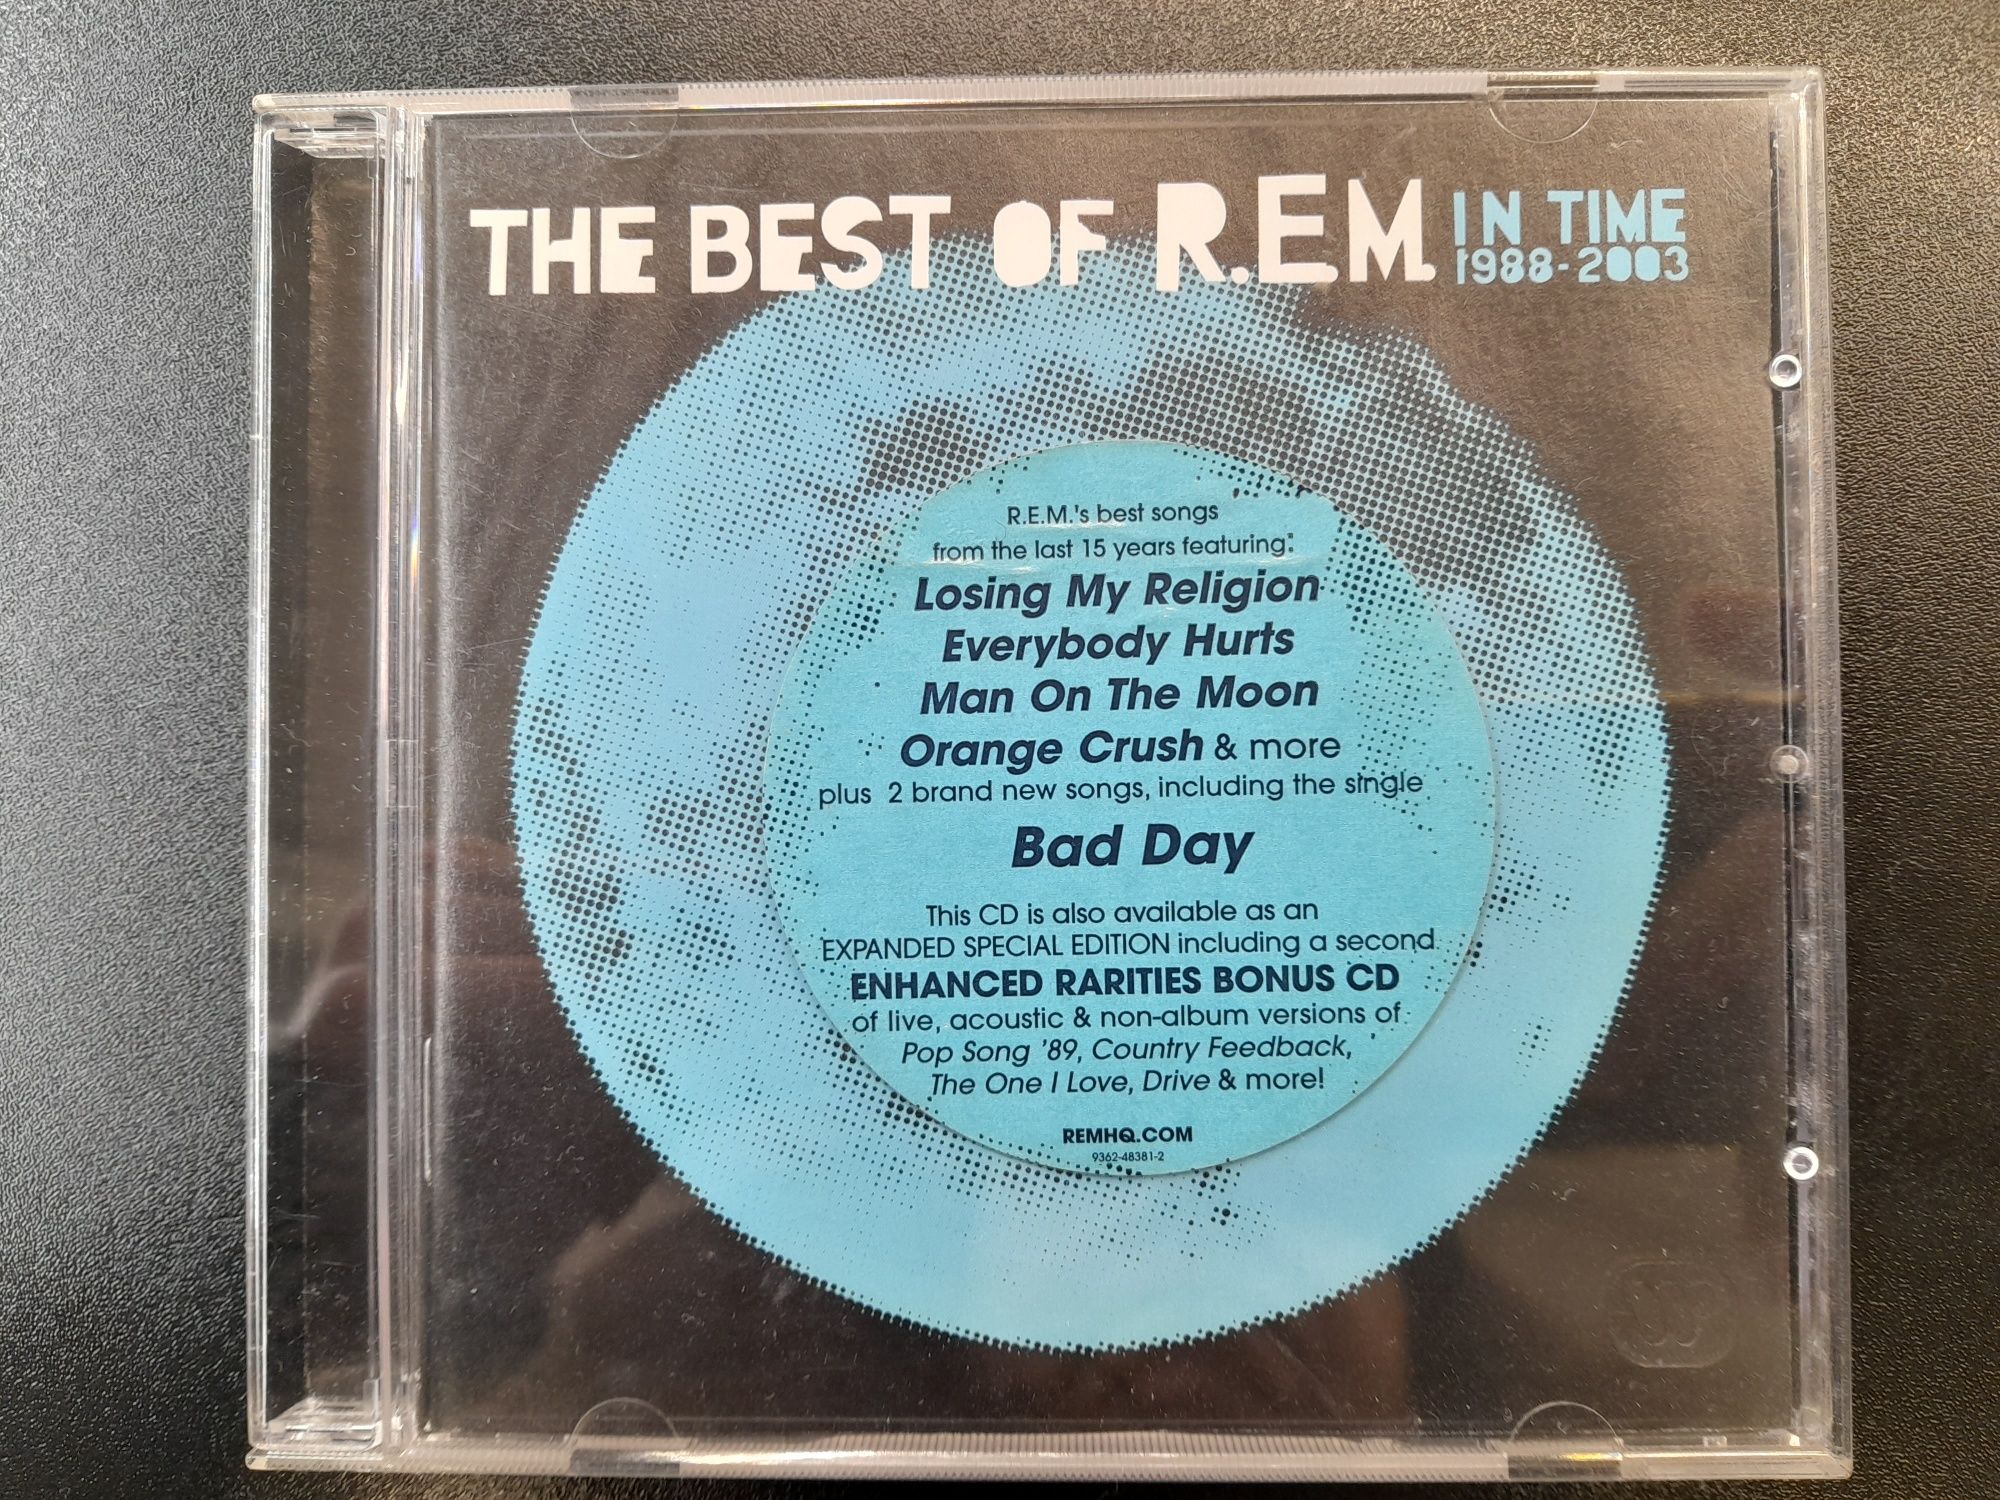 THE BEST OF R.E.M. IN TIME
1988-2003
R.E.M.'s best songs
from the last 15 years featuring:
Losing My Religion
Everybody Hurts
Man On The Moon
Orange Crush & more
plus 2 brand new songs, including the single
Bad Day
This CD is also available as an
EXPANDED SPECIAL EDITION including a second
ENHANCED RARITIES BONUS CD
of live, acoustic & non-album versions of
Pop Song '89, Country Feedback,
The One I Love, Drive & more!
REMHQ.COM
9362-48381-2